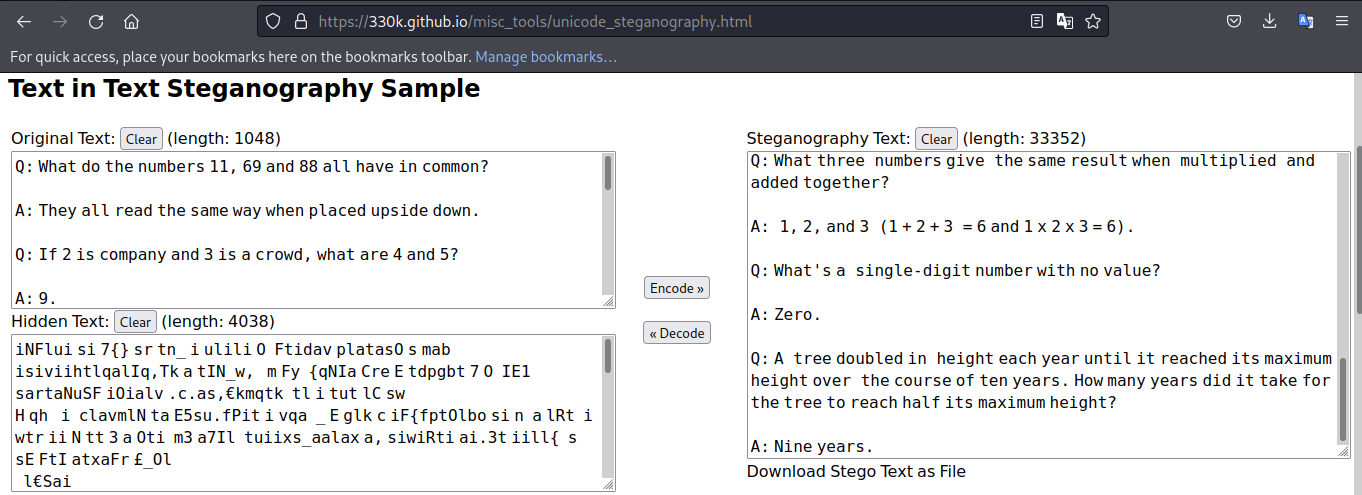 https://330k.github.io/misc_tools/unicode_steganography.html
For quick access, place your bookmarks here on the bookmarks toolbar. Manage bookmarks…
Text in Text Steganography Sample
Original Text: Clear (length: 1048)
Q: What do the numbers 11, 69 and 88 all have in common?
A: They all read the same way when placed upside down.
Q: If 2 is company and 3 is a crowd, what are 4 and 5?
A: 9.
Hidden Text: Clear (length: 4038)
iNFlui si 7{} sr tn_ i ulili O Ftidav platasO s mab
isiviihtlqalIq,Tk a tIN_w, m Fy {qNIa Cre E tdpgbt 7 O IE1
sartaNuSF iOialv .c.as,€kmqtk tl i tut lC sw
H qh i clavmlN ta E5su.fPit i vqa _ E glk c iF{fptOlbo si n a lRt i
wtr ii N tt 3 a Oti m3 a7Il tuiixs_aalax a, siwiRti ai.3t iill{ s
sE FtI atxaFr £_Ol
l€Sai
Encode »
« Decode
Steganography Text: Clear (length: 33352)
Q: What three numbers give the same result when multiplied and
added together?
A: 1, 2, and 3 (1 + 2 + 3 = 6 and 1 x 2 x 3 = 6).
Q: What's a single-digit number with no value?
A: Zero.
Q: A tree doubled in height each year until it reached its maximum
height over the course of ten years. How many years did it take for
the tree to reach half its maximum height?
A: Nine years.
Download Stego Text as File